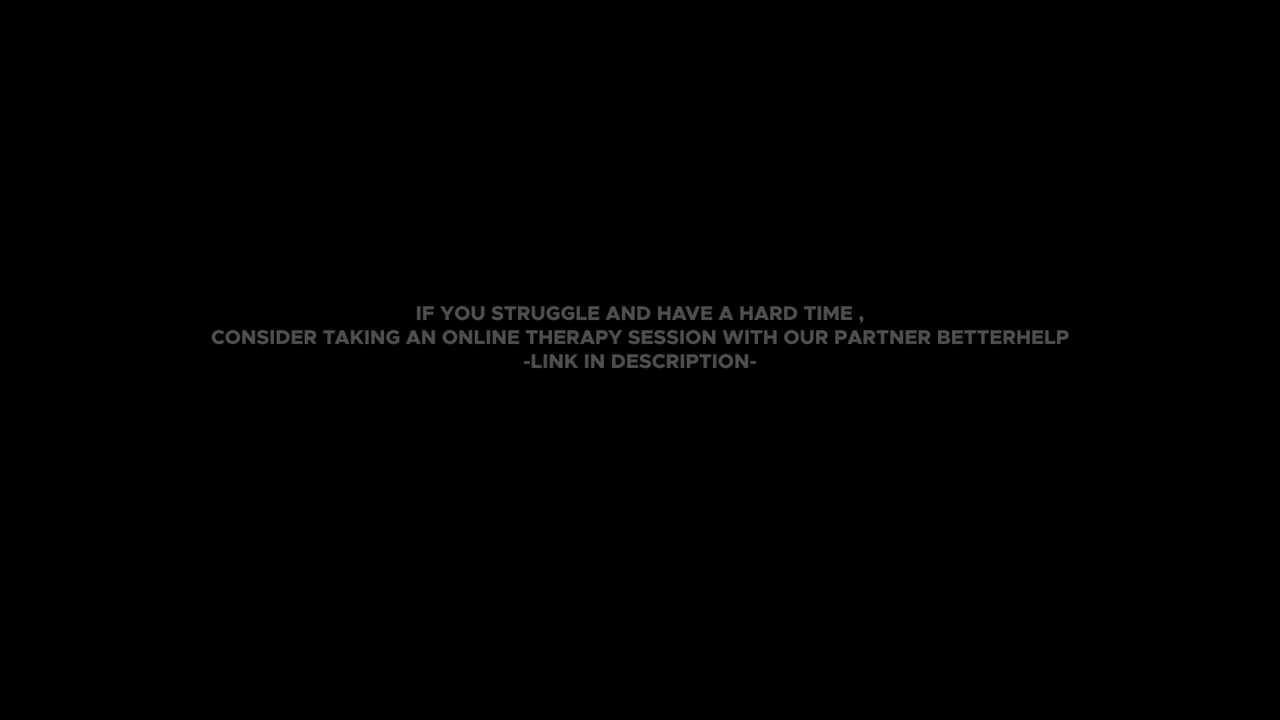 IF YOU STRUGGLE AND HAVE A HARD TIME ,
CONSIDER TAKING AN ONLINE THERAPY SESSION WITH OUR PARTNER BETTERHELP
-LINK IN DESCRIPTION-